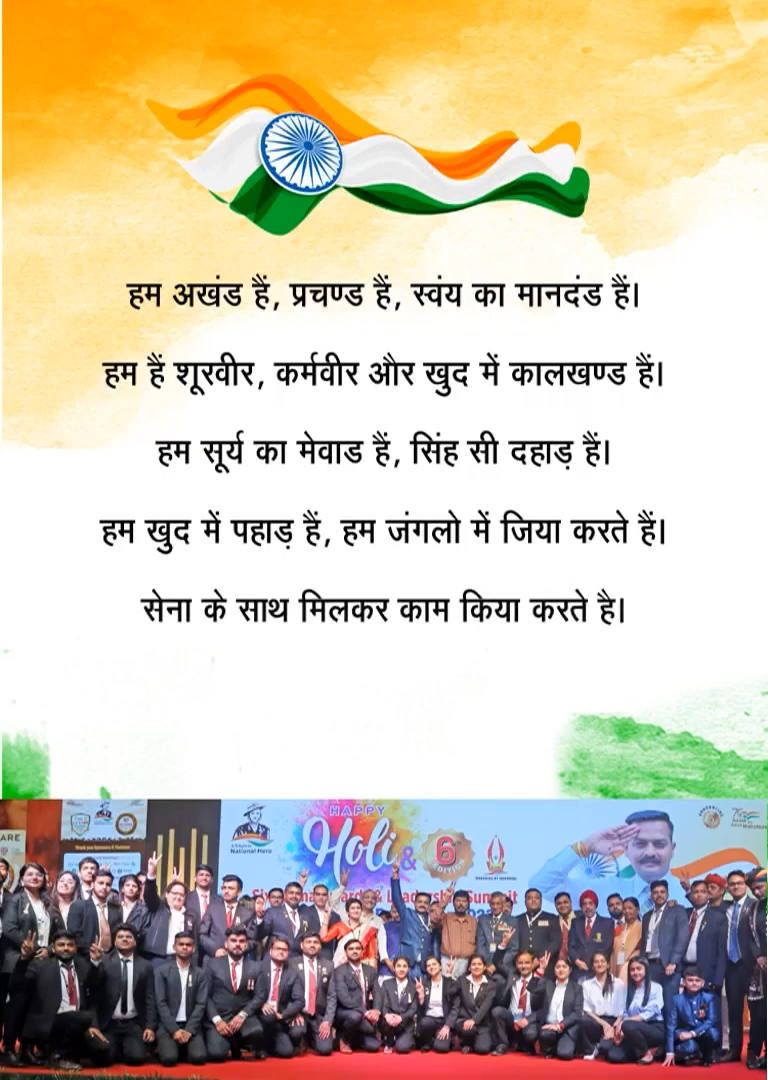 हम अखंड हैं, प्रचण्ड हैं, स्वंय का मानदंड हैं।
हम हैं शूरवीर, कर्मवीर और खुद में कालखण्ड हैं।
हम सूर्य का मेवाड हैं, सिंह सी दहाड़ हैं।
हम खुद में पहाड़ हैं, हम जंगलो में जिया करते हैं।
सेना के साथ मिलकर काम किया करते है।
HAPPY
Holi & 6
National Hero